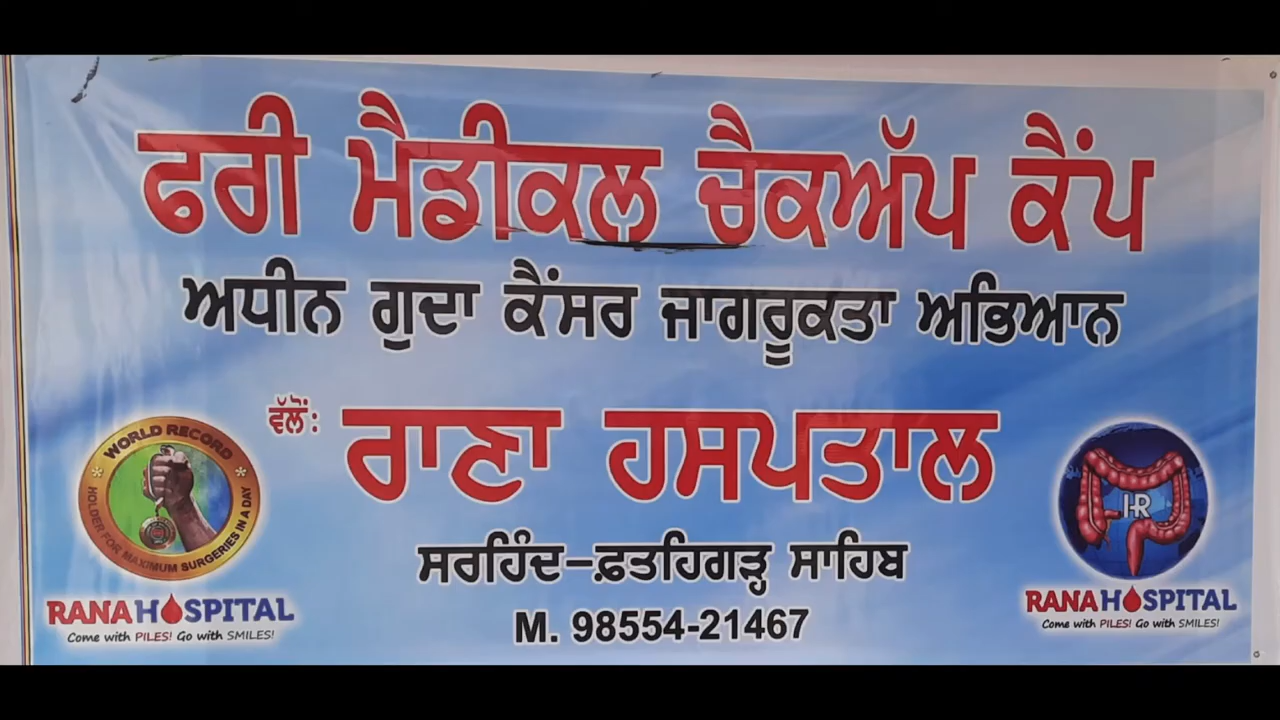 ਫਰੀ ਮੈਡੀਕਲ ਚੈਕਅੱਪ ਕੈਂਪ
ਅਧੀਨ ਗੁਦਾ ਕੈਂਸਰ ਜਾਗਰੂਕਤਾ ਅਭਿਆਨ
ਵੱਲੋਂ: ਰਾਣਾ ਹਸਪਤਾਲ
ਸਰਹਿੰਦ-ਫ਼ਤਹਿਗੜ੍ਹ ਸਾਹਿਬ
M. 98554-21467
WORLD RECORD
HOLDER FOR MAXIMUM SURGERIES IN A DAY
RANA HOSPITAL
Come with PILES! Go with SMILES!
HR
RANA HOSPITAL
Come with PILES! Go with SMILES!